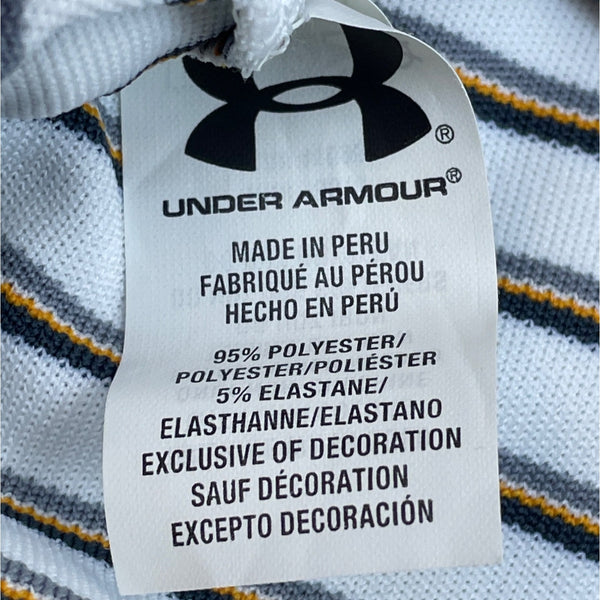 ®
UNDER ARMOUR®
MADE IN PERU
FABRIQUÉ AU PÉROU
HECHO EN PERÚ
95% POLYESTER/
POLYESTER/POLIÉSTER
5% ELASTANE/
ELASTHANNE/ELASTANO
EXCLUSIVE OF DECORATION
SAUF DÉCORATION
EXCEPTO DECORACIÓN